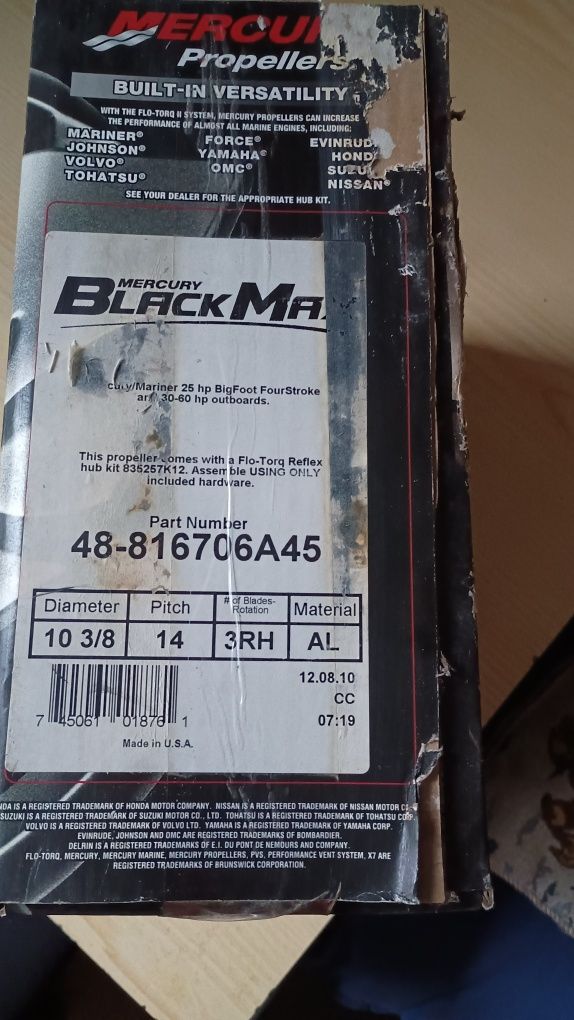 MERCU
Propellers
BUILT-IN VERSATILITY
WITH THE FLO-TORQ II SYSTEM, MERCURY PROPELLERS CAN INCREASE
THE PERFORMANCE OF ALMOST ALL MARINE ENGINES, INCLUDING:
MARINER® FORCE® EVINRUD
JOHNSON® YAMAHA® HOND
VOLVO® OMC® SUZU
TOHATSU® NISSAN®
SEE YOUR DEALER FOR THE APPROPRIATE HUB KIT.
MERCURY
BLACK MA
cury/Mariner 25 hp BigFoot FourStroke
and 30-60 hp outboards.
This propeller comes with a Flo-Torq Reflex
hub kit 835257K12. Assemble USING ONLY
included hardware.
Part Number
48-816706A45
Diameter Pitch # of Blades- Rotation Material
10 3/8 14 3RH AL
12.08.10
CC
07:19
7 45061 01876 1
Made in U.S.A.
NDA IS A REGISTERED TRADEMARK OF HONDA MOTOR COMPANY. NISSAN IS A REGISTERED TRADEMARK OF NISSAN MOTOR
SUZUKI IS A REGISTERED TRADEMARK OF SUZUKI MOTOR CO., LTD. TOHATSU IS A REGISTERED TRADEMARK OF TOHATSU CORP.
VOLVO IS A REGISTERED TRADEMARK OF VOLVO LTD. YAMAHA IS A REGISTERED TRADEMARK OF YAMAHA CORP.
EVINRUDE, JOHNSON AND OMC ARE REGISTERED TRADEMARKS OF BOMBARDIER.
DELRIN IS A REGISTERED TRADEMARKS OF E.I. DU PONT DE NEMOURS AND COMPANY.
FLO-TORQ, MERCURY, MERCURY MARINE, MERCURY PROPELLERS, PVS, PERFORMANCE VENT SYSTEM, X7 ARE
REGISTERED TRADEMARKS OF BRUNSWICK CORPORATION.